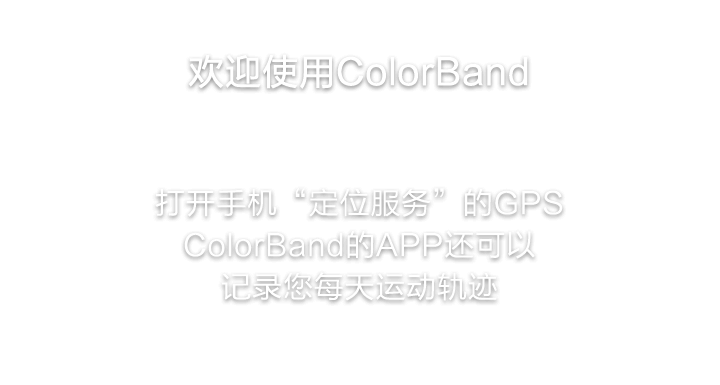 欢迎使用ColorBand
打开手机“定位服务”的GPS
ColorBand的APP还可以
记录您每天运动轨迹